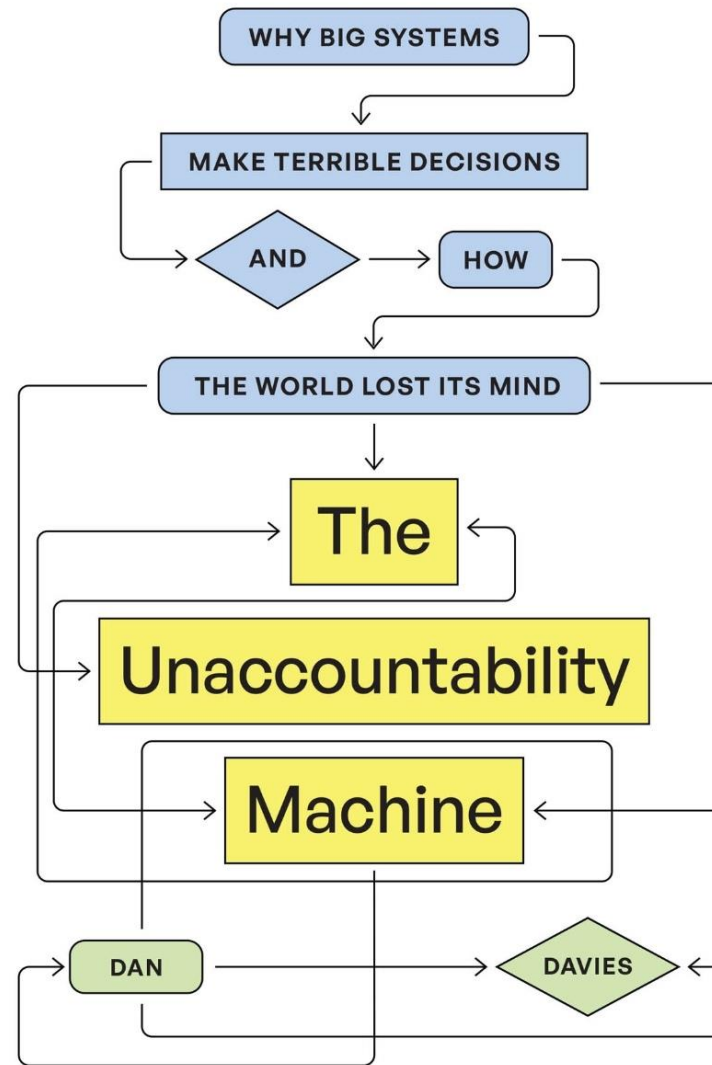 WHY BIG SYSTEMS
MAKE TERRIBLE DECISIONS
AND HOW
THE WORLD LOST ITS MIND
The
Unaccountability
Machine
DAN DAVIES